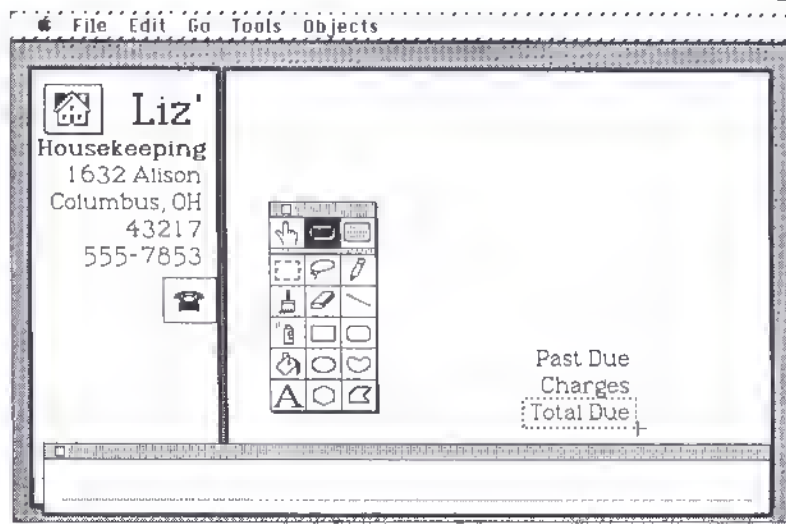 File Edit Go Tools Objects
Liz'
Housekeeping
1632 Alison
Columbus, OH
43217
555-7853
A
Past Due
Charges
Total Due